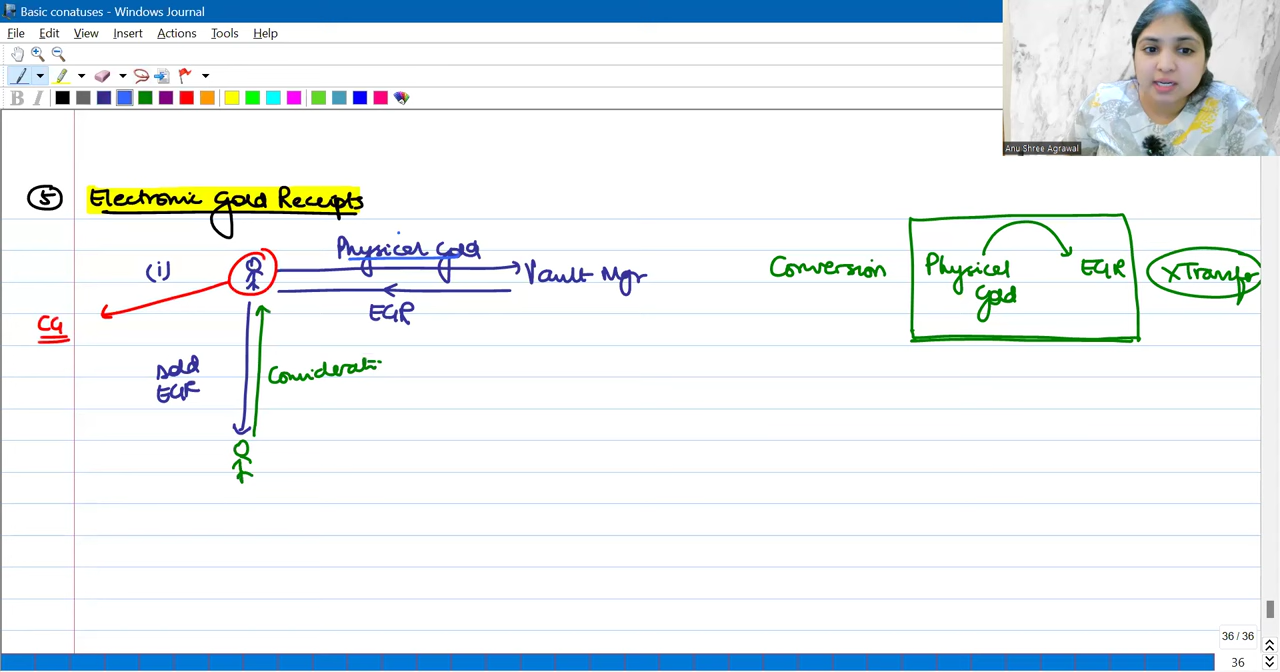 Basic conatuses - Windows Journal
File Edit View Insert Actions Tools Help
B I
Anu Shree Agrawal
5 Electronic Gold Receipts
(i) Physical Gold Vault Mgr
EGR
CG
Sold
EGR
Consideration
Conversion Physical Gold EGR xTransfer
36 / 36
36